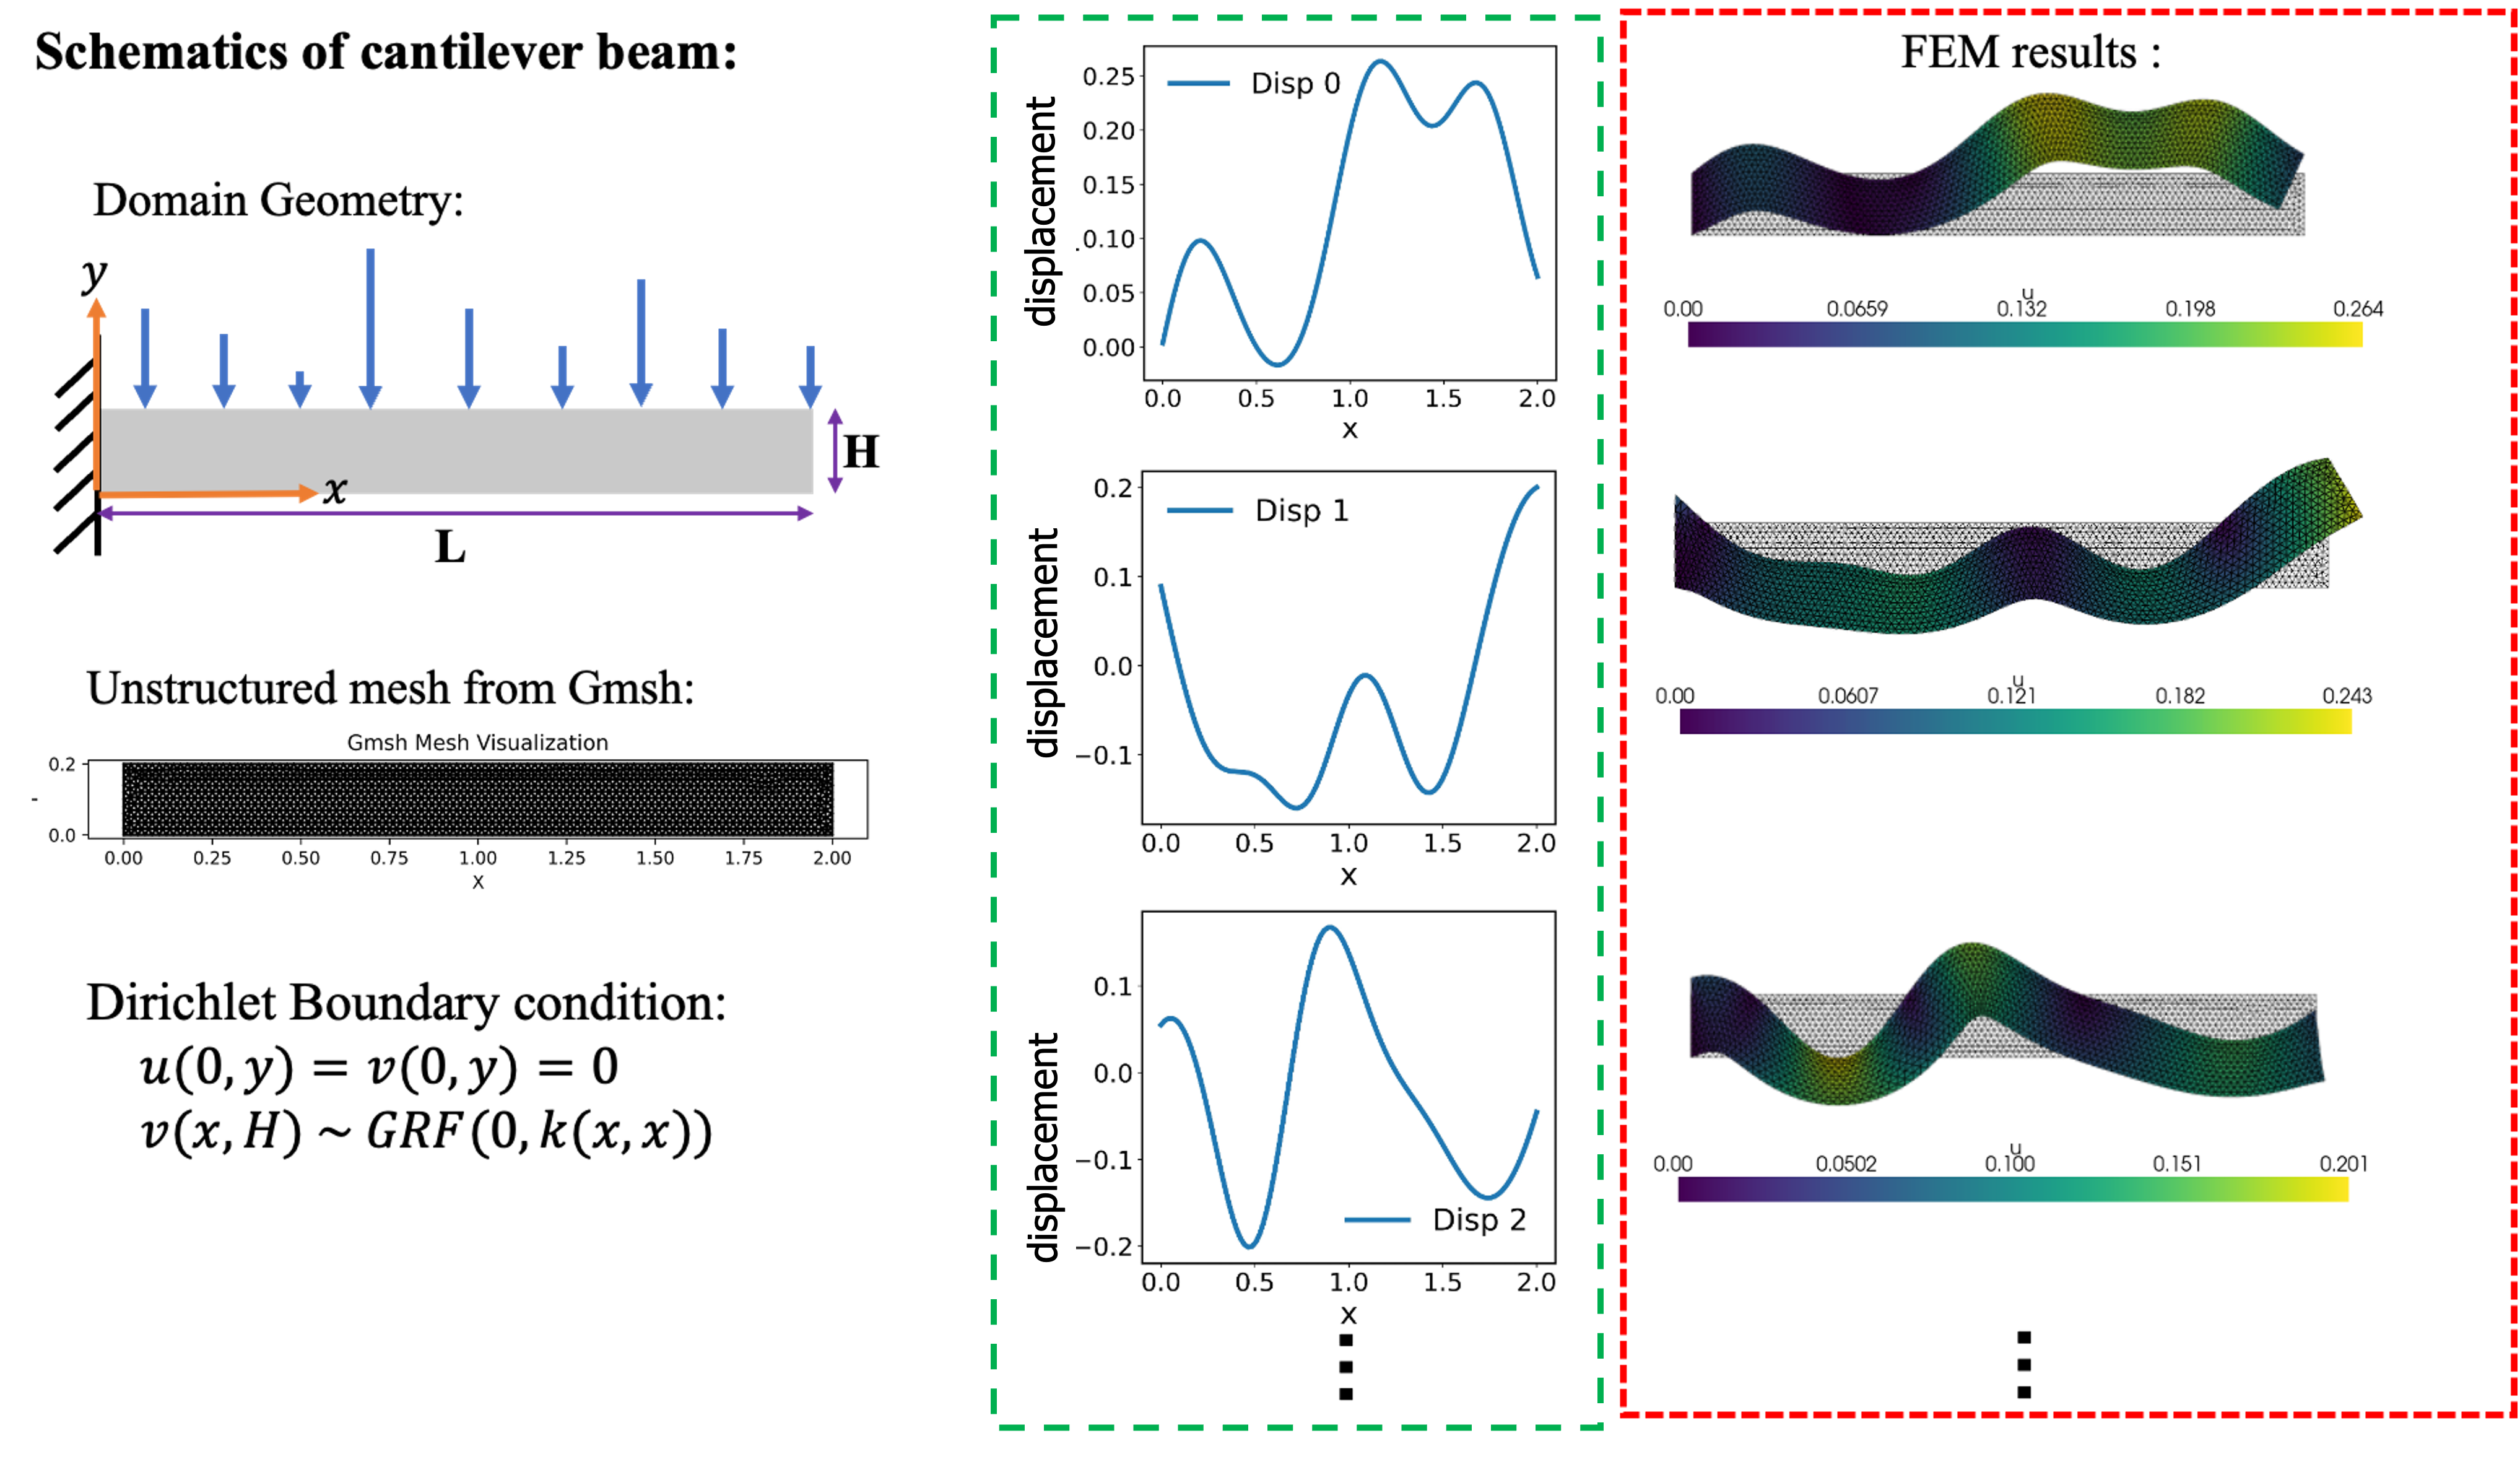 Schematics of cantilever beam:
Domain Geometry:
y
H
x
L
Unstructured mesh from Gmsh:
Gmsh Mesh Visualization
0.2
0.0
0.00 0.25 0.50 0.75 1.00 1.25 1.50 1.75 2.00
X
Dirichlet Boundary condition:
u(0, y) = v(0, y) = 0
v(x, H) ~ GRF(0, k(x, x))
displacement
Disp 0
0.25
0.20
0.15
0.10
0.05
0.00
0.0 0.5 1.0 1.5 2.0
x
displacement
Disp 1
0.2
0.1
0.0
−0.1
0.0 0.5 1.0 1.5 2.0
x
displacement
0.1
0.0
−0.1
−0.2
Disp 2
0.0 0.5 1.0 1.5 2.0
x
FEM results :
u
0.00 0.0659 0.132 0.198 0.264
u
0.00 0.0607 0.121 0.182 0.243
u
0.00 0.0502 0.100 0.151 0.201